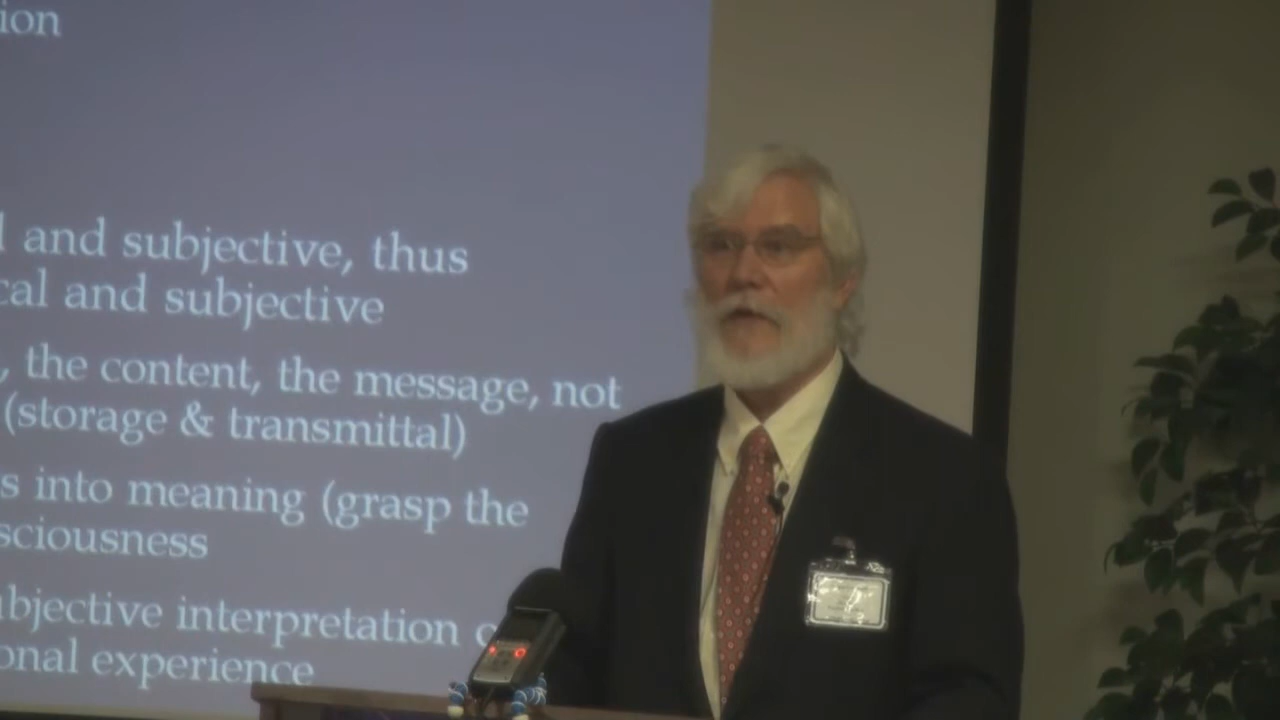 ion
l and subjective, thus
cal and subjective
, the content, the message, not
(storage & transmittal)
s into meaning (grasp the
sciousness
bjective interpretation
onal experience